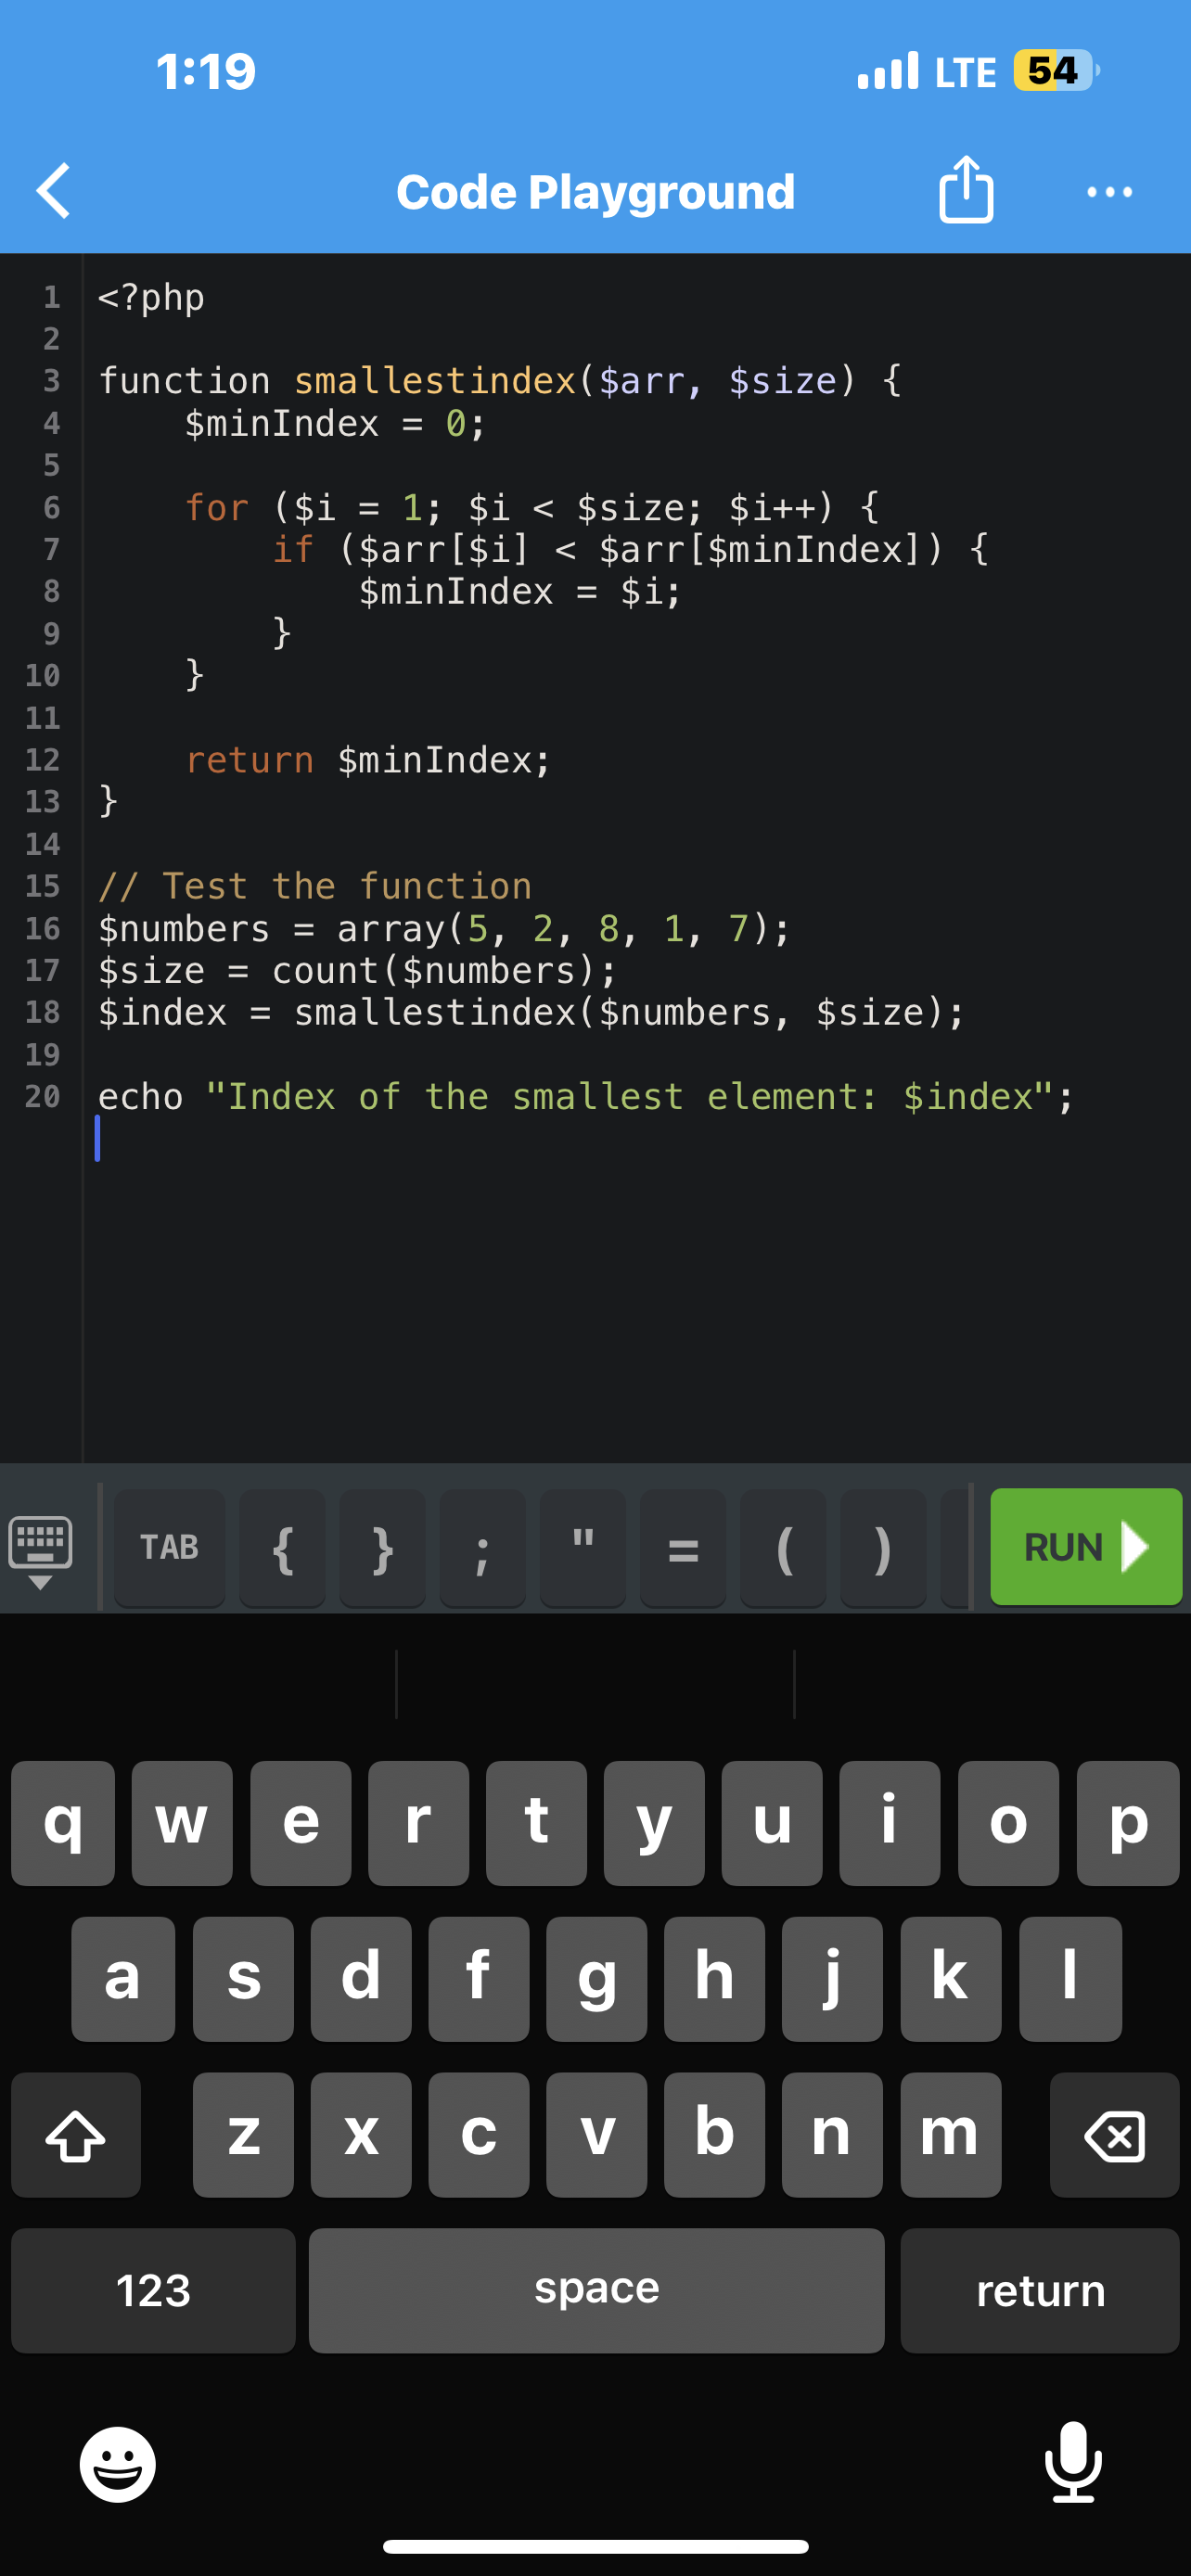 1:19 LTE 54
Code Playground
1 <?php
2
3 function smallestindex($arr, $size) {
4     $minIndex = 0;
5
6     for ($i = 1; $i < $size; $i++) {
7         if ($arr[$i] < $arr[$minIndex]) {
8             $minIndex = $i;
9         }
10     }
11
12     return $minIndex;
13 }
14
15 // Test the function
16 $numbers = array(5, 2, 8, 1, 7);
17 $size = count($numbers);
18 $index = smallestindex($numbers, $size);
19
20 echo "Index of the smallest element: $index";
TAB { } ; " = ( ) RUN
q w e r t y u i o p
a s d f g h j k l
z x c v b n m
123 space return